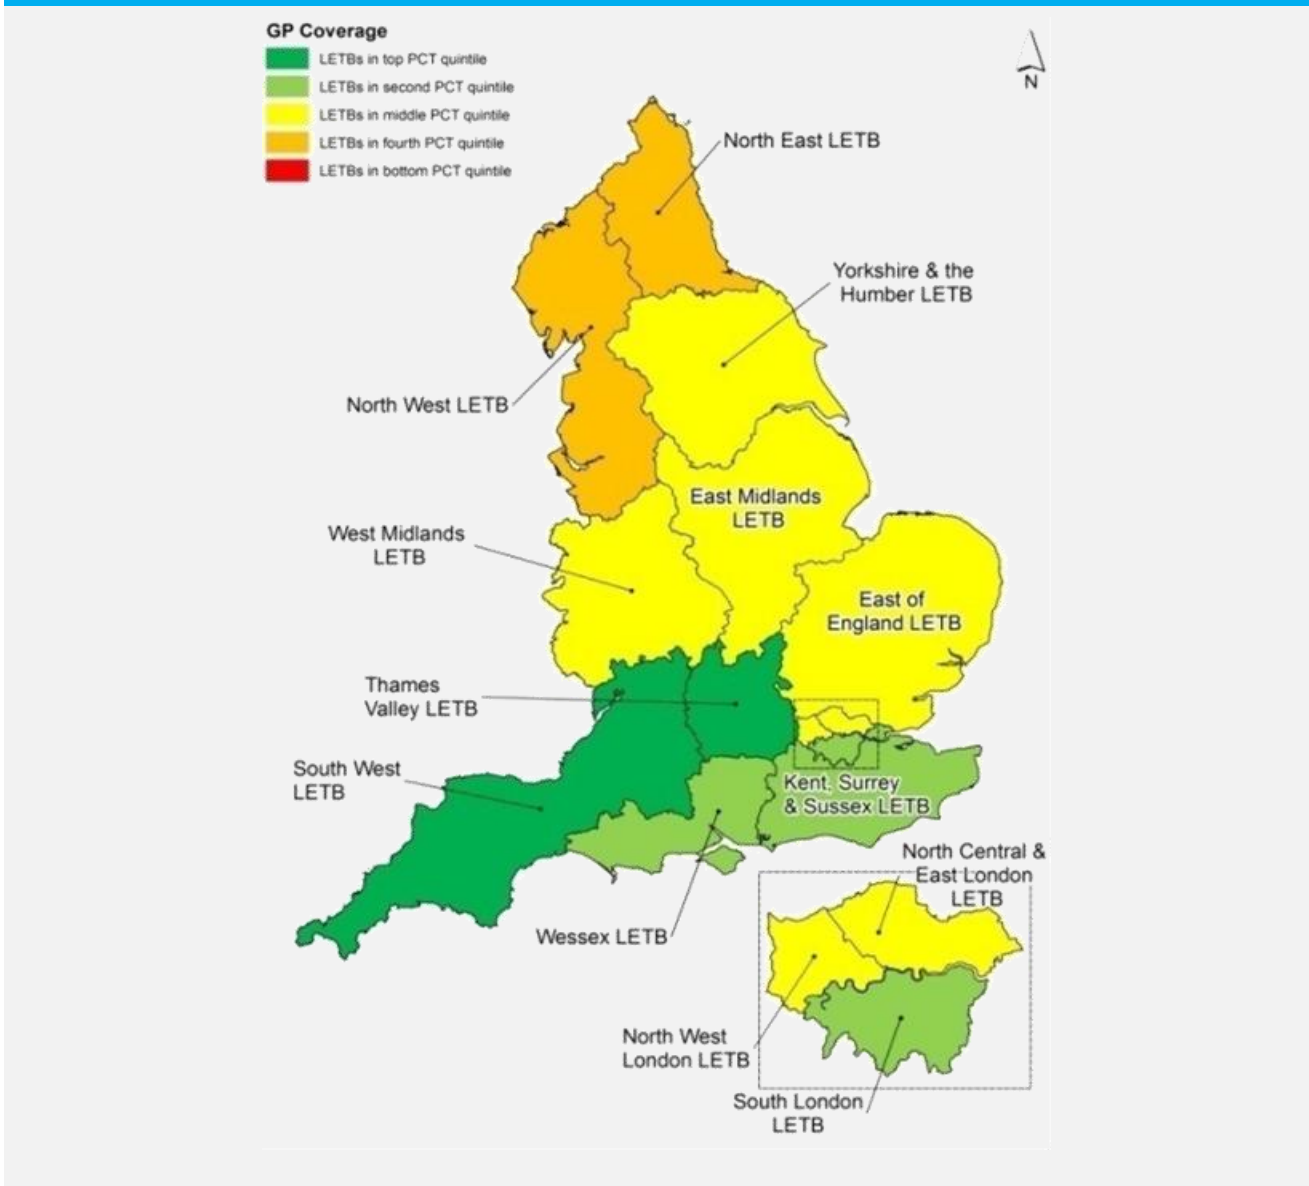 GP Coverage
LETBs in top PCT quintile
LETBs in second PCT quintile
LETBs in middle PCT quintile
LETBs in fourth PCT quintile
LETBs in bottom PCT quintile
N
North East LETB
Yorkshire & the
Humber LETB
North West LETB
East Midlands
LETB
West Midlands
LETB
East of
England LETB
Thames
Valley LETB
South West
LETB
Kent, Surrey
& Sussex LETB
North Central &
East London
LETB
Wessex LETB
North West
London LETB
South London
LETB